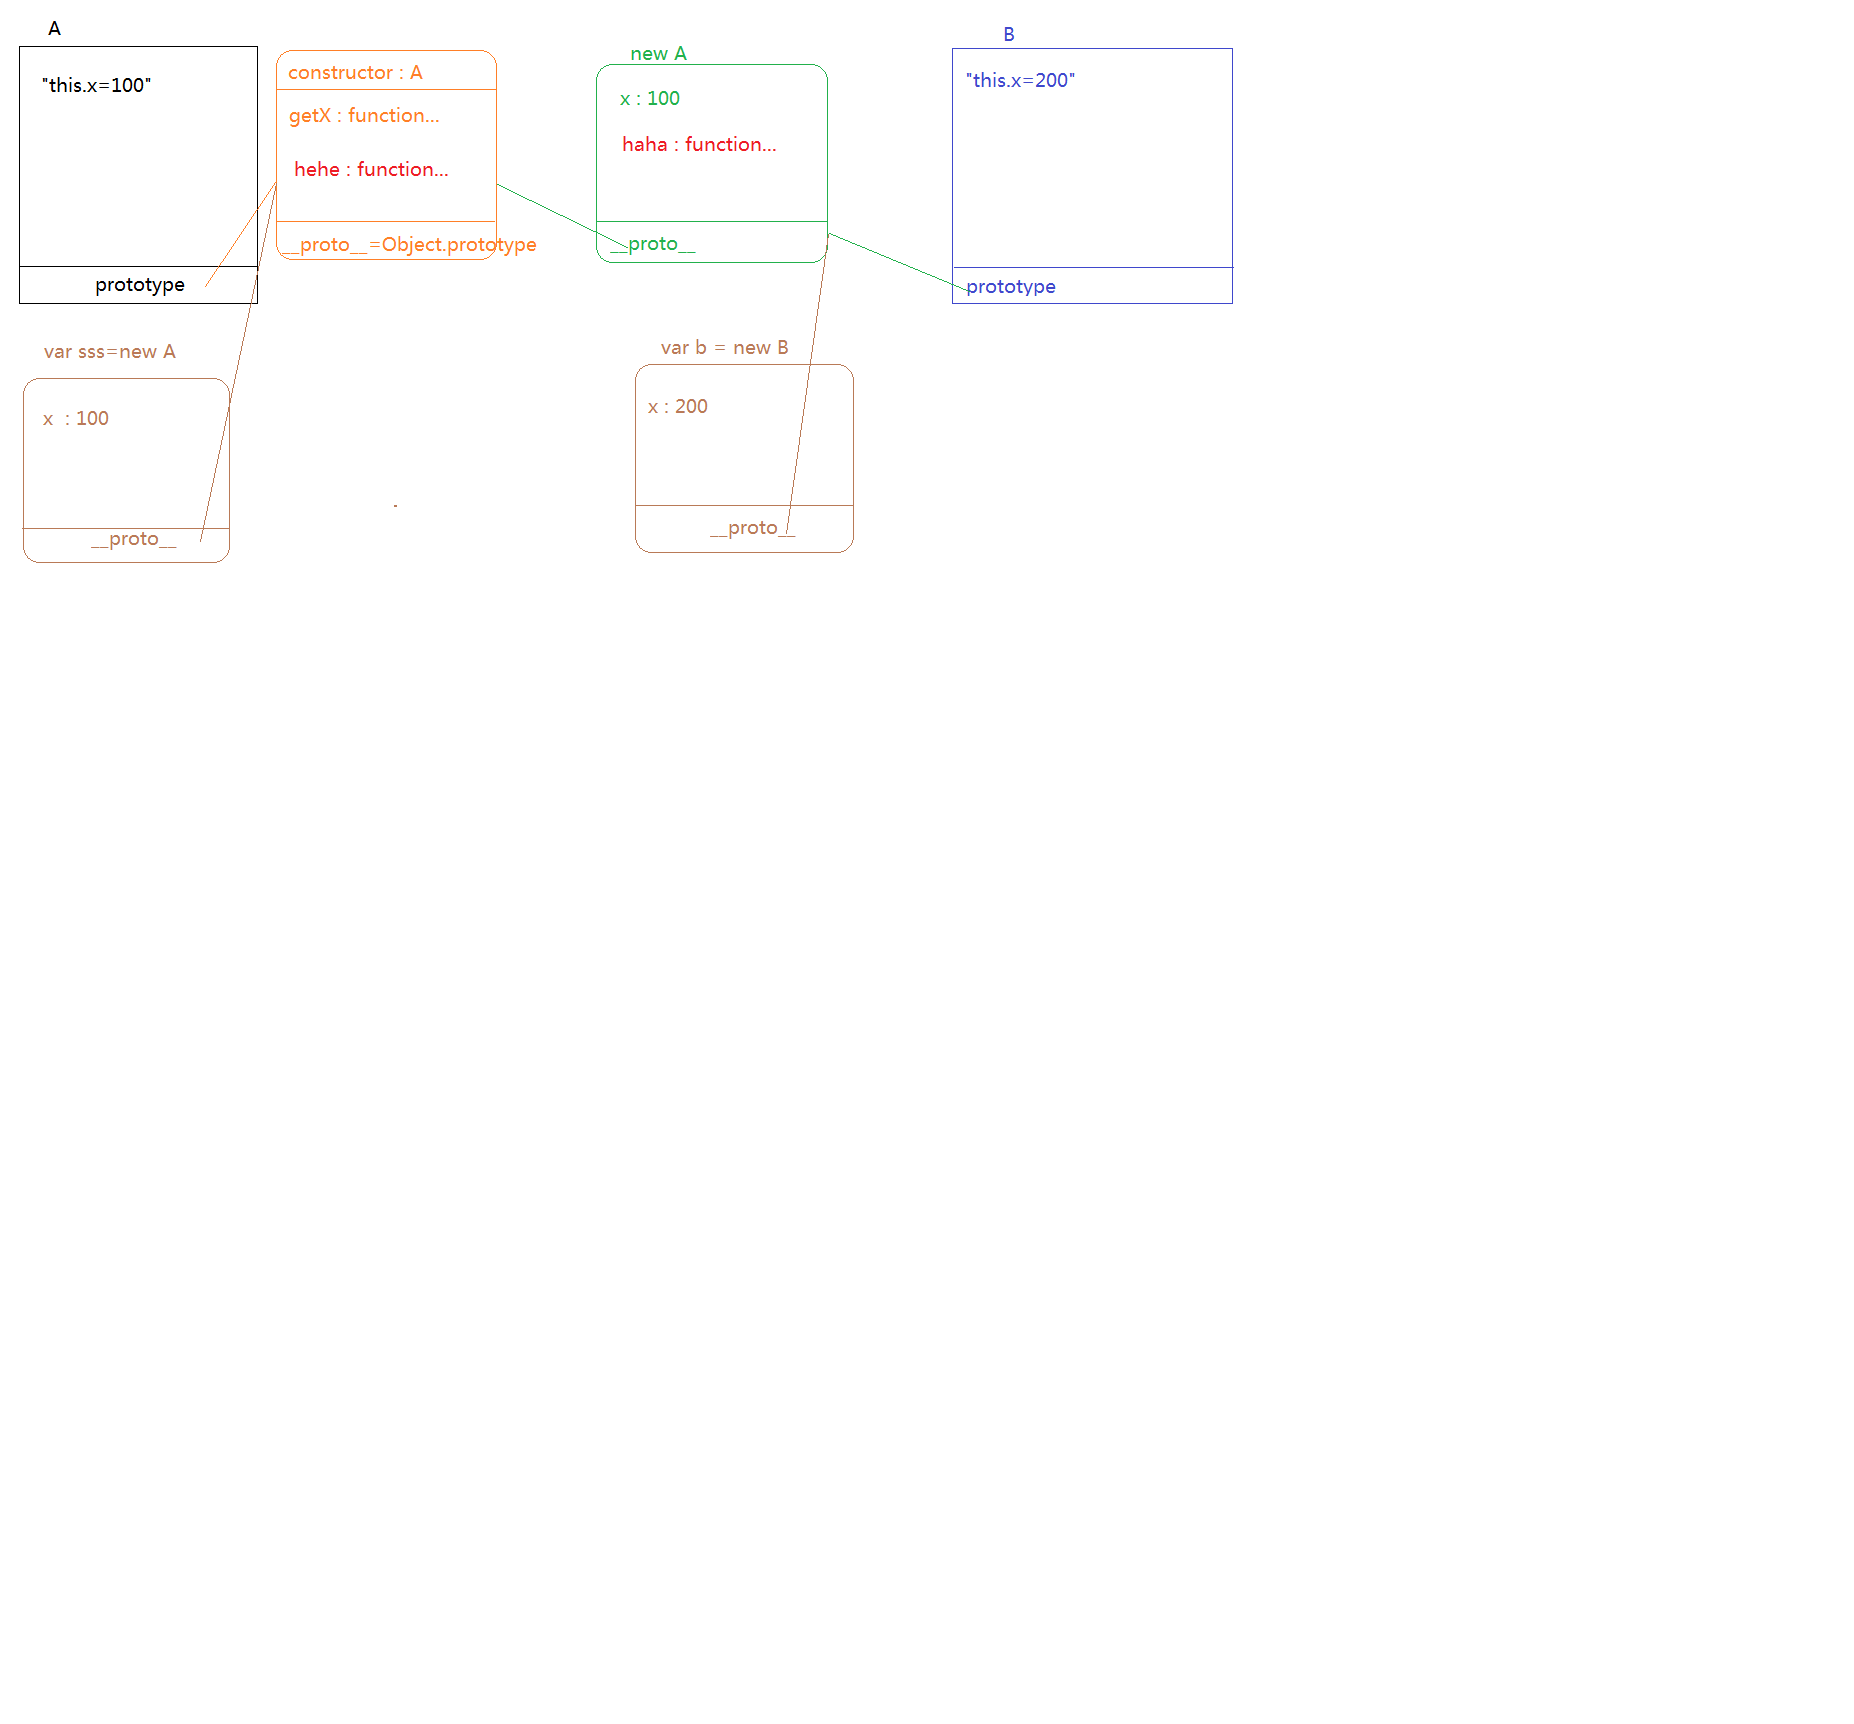 A
"this.x=100"
prototype
constructor : A
getX : function...
hehe : function...
__proto__=Object.prototype
new A
x : 100
haha : function...
__proto__
B
"this.x=200"
prototype
var sss=new A
x  : 100
__proto__
var b = new B
x : 200
__proto__